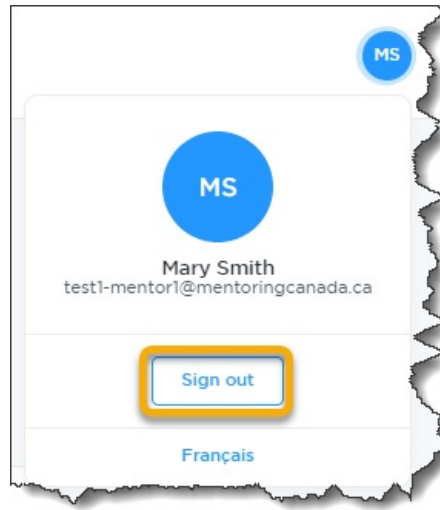 MS
MS
Mary Smith
test1-mentor1@mentoringcanada.ca
Sign out
Français